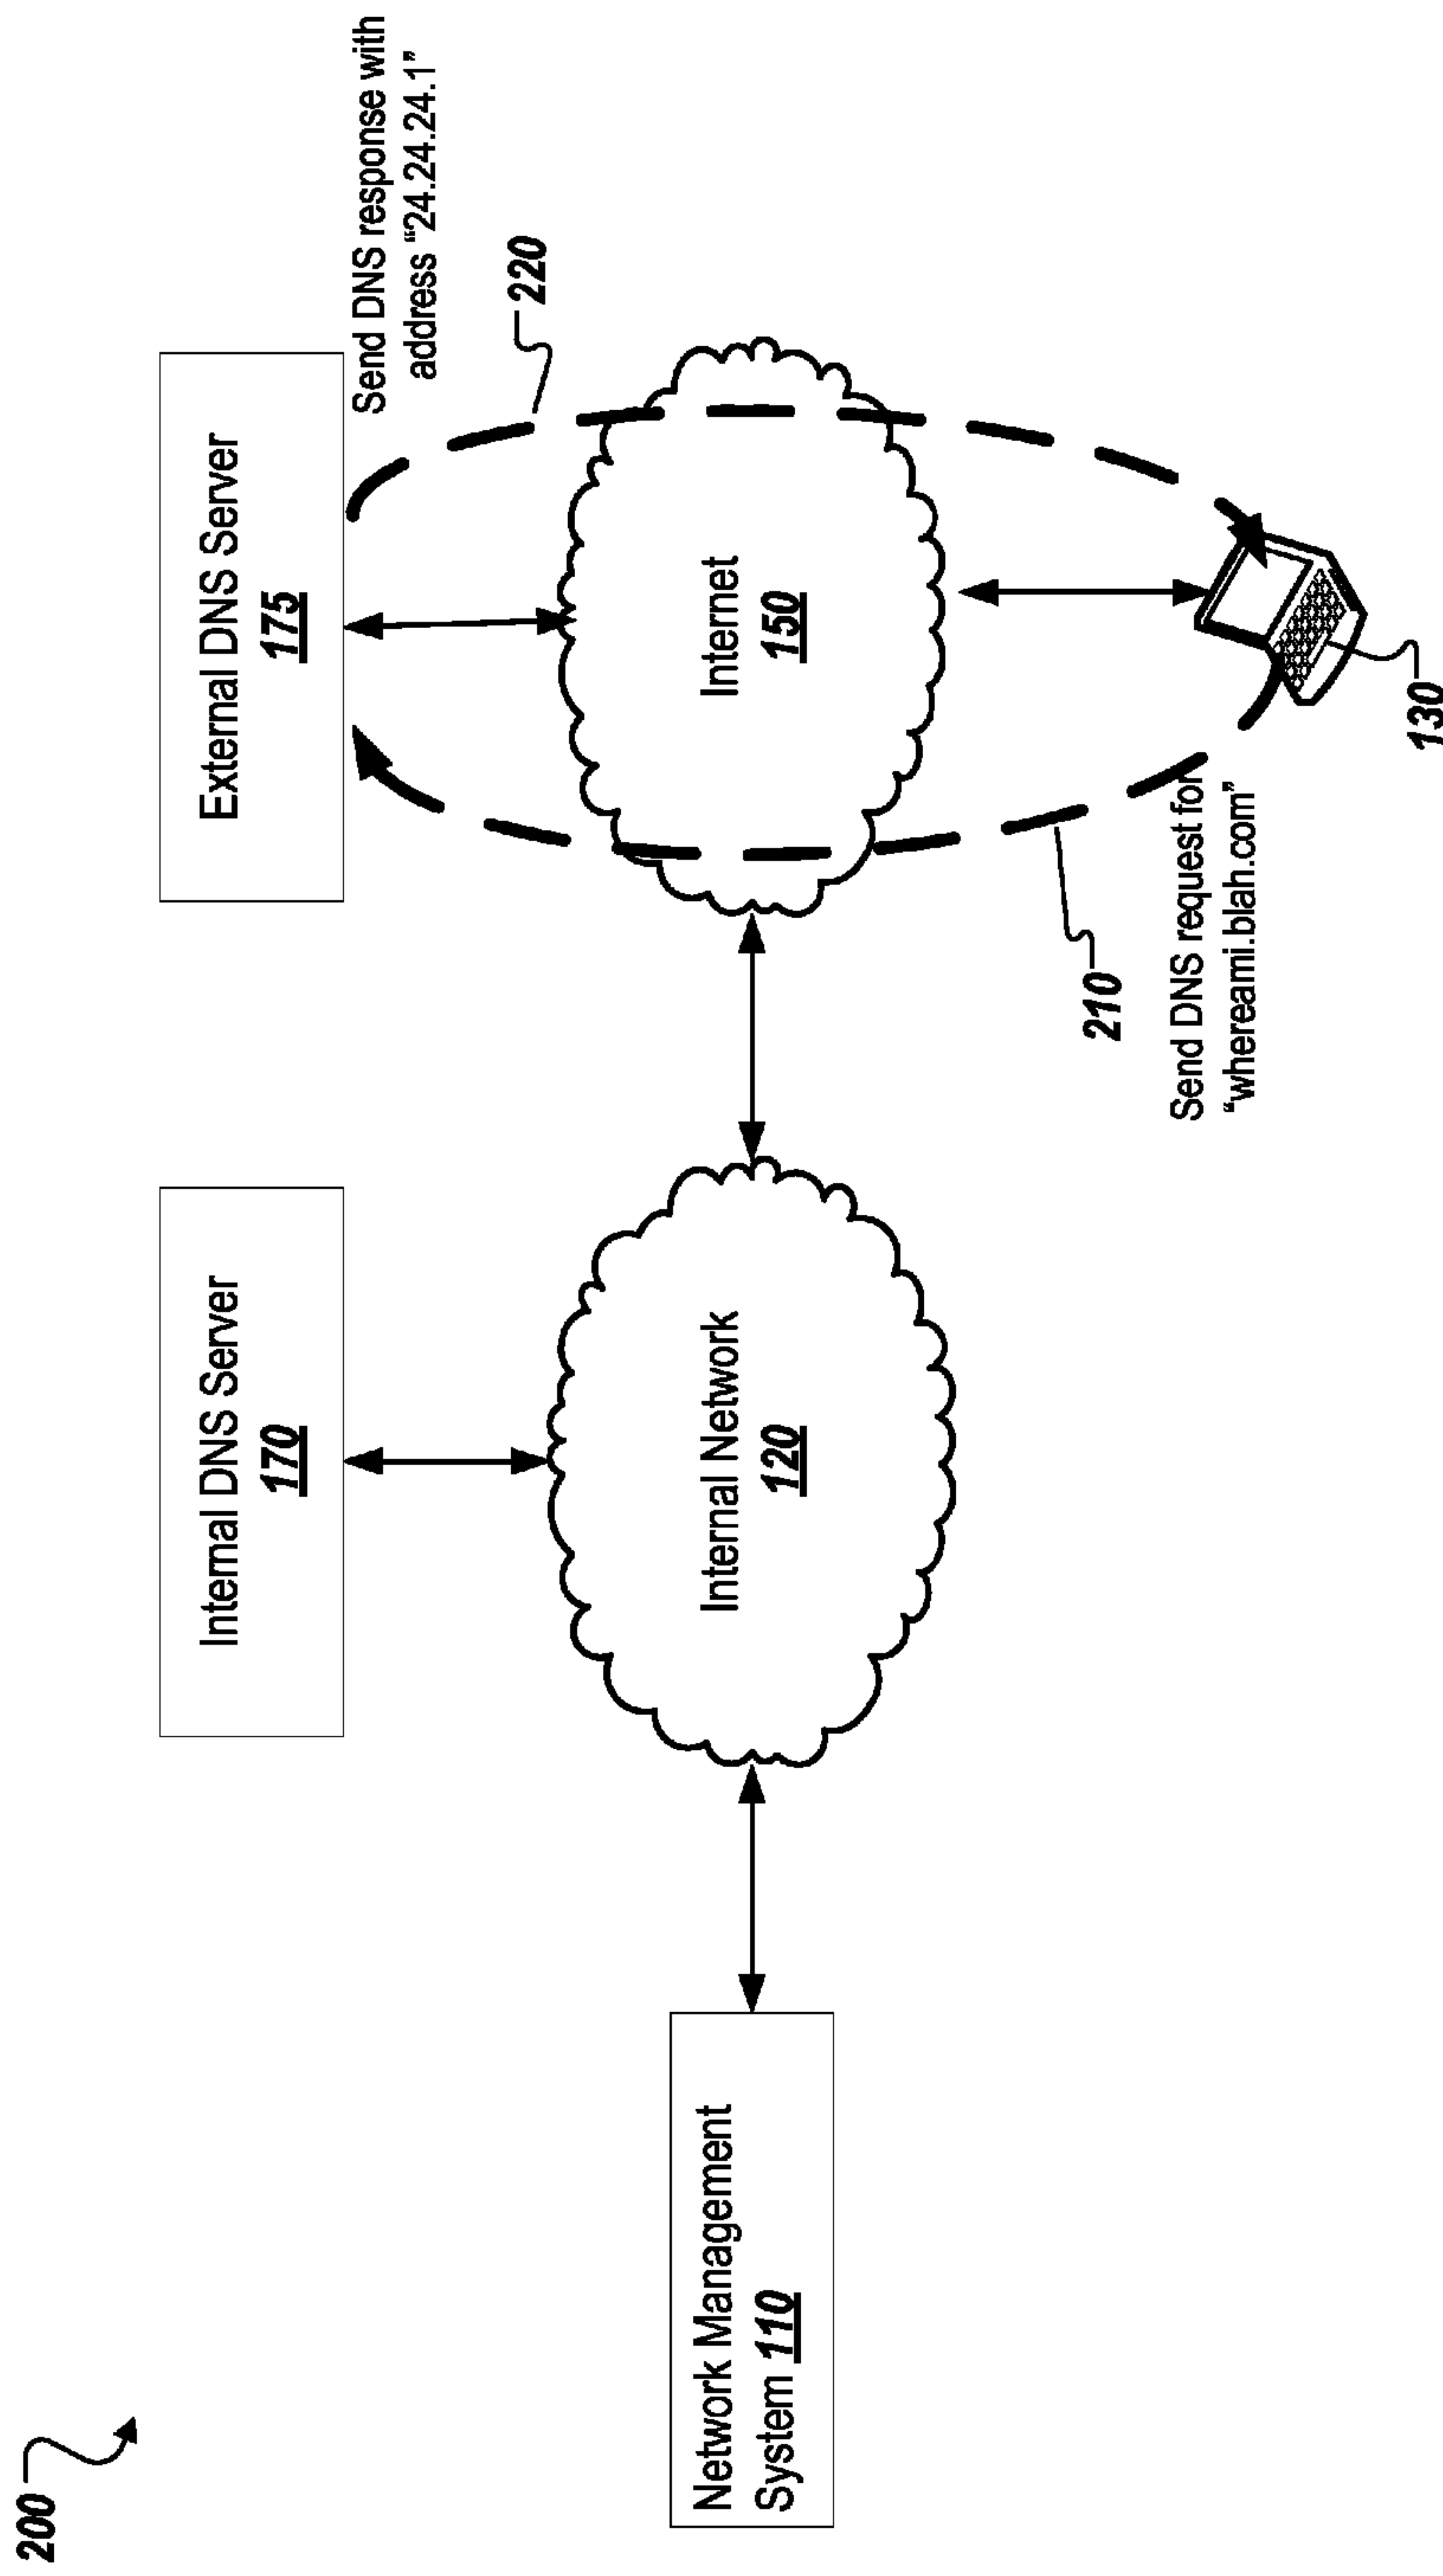 200
Internal DNS Server
170
External DNS Server
175
Send DNS response with
address “24.24.24.1”
220
Network Management
System 110
Internal Network
120
Internet
150
210
Send DNS request for
“whereami.blah.com”
130